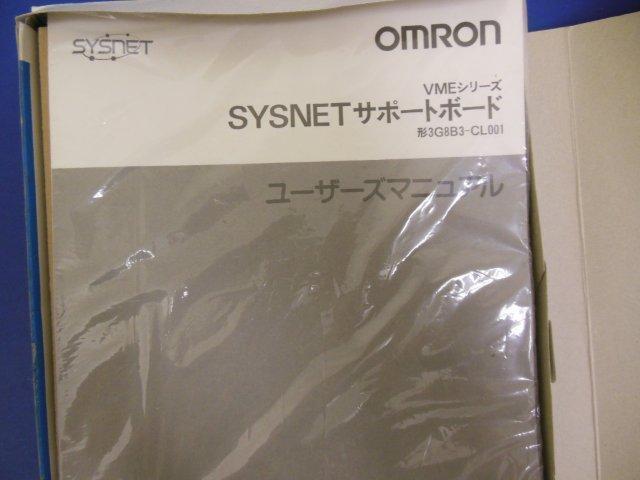 SYSNET
OMRON
VMEシリーズ
SYSNETサポートボード
形3G8B3-CL001
ユーザーズマニュアル